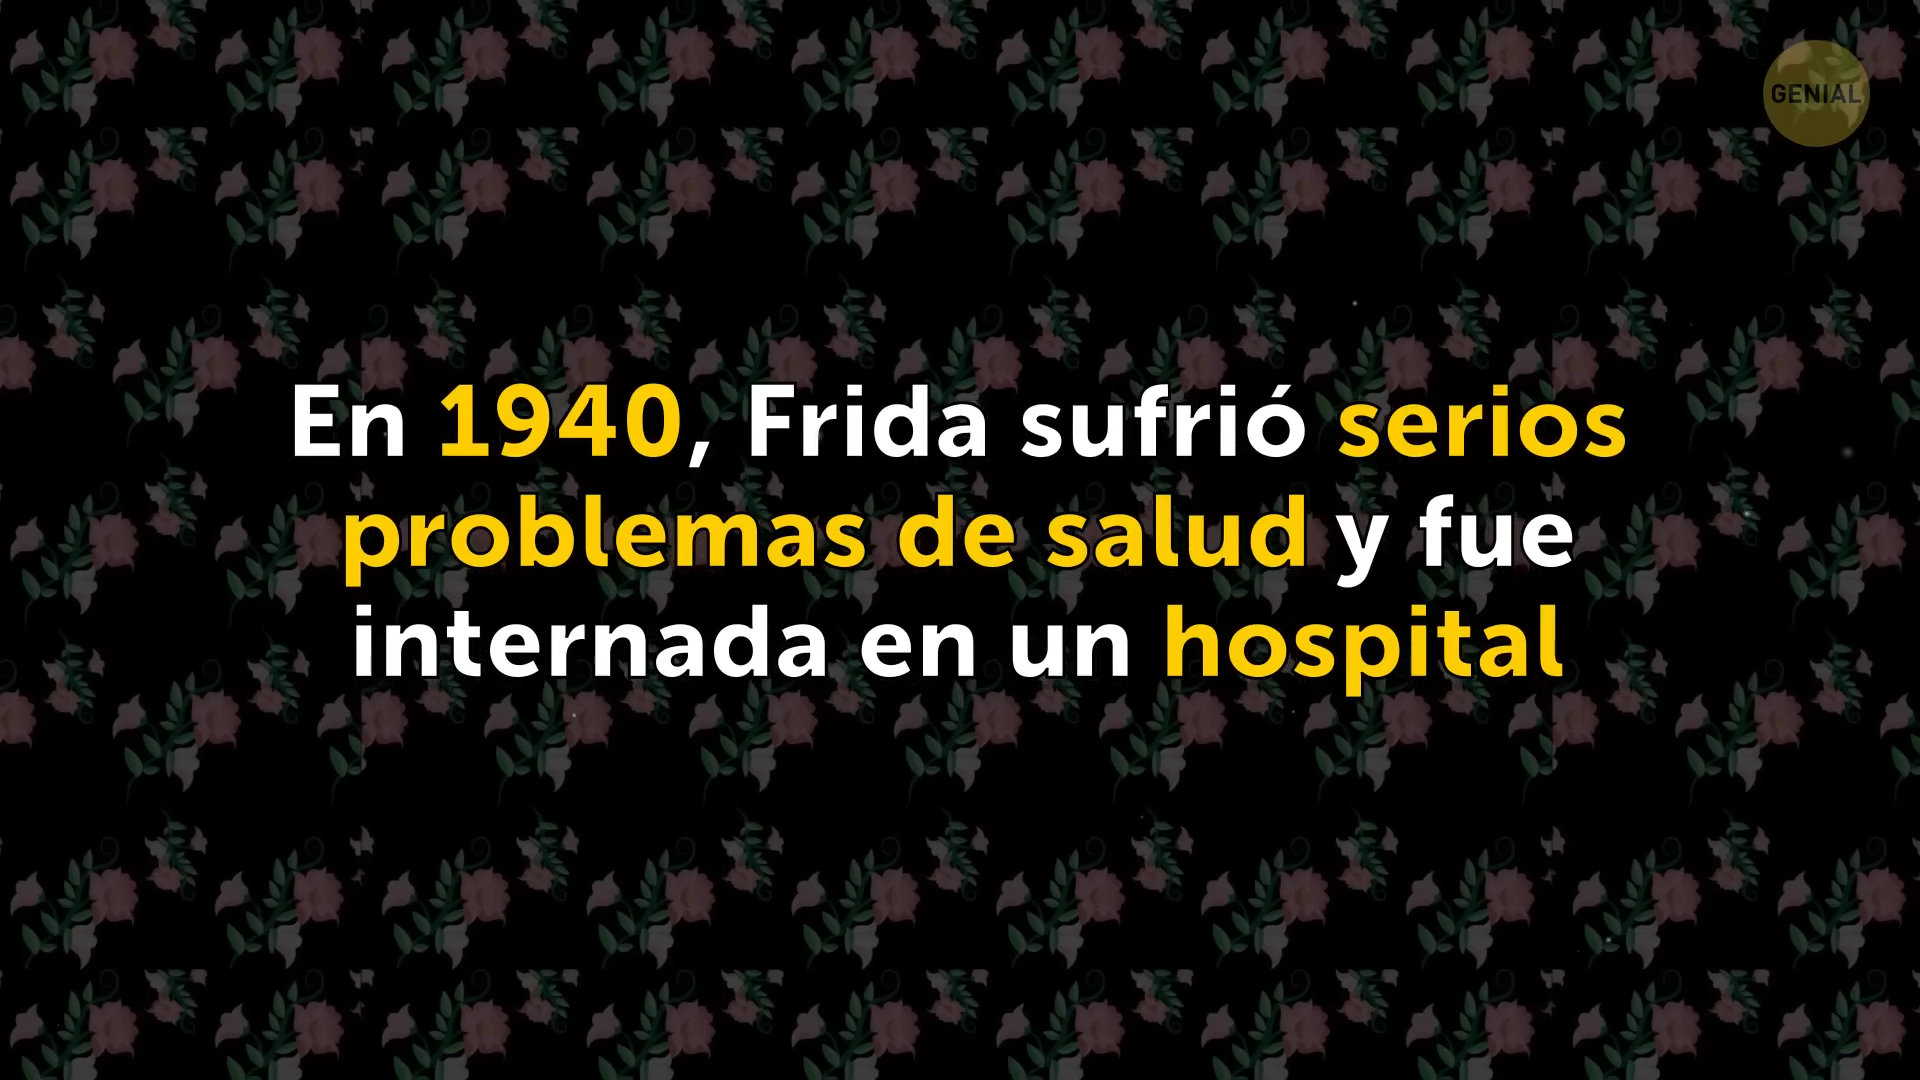 GENIAL
En 1940, Frida sufrió serios
problemas de salud y fue
internada en un hospital